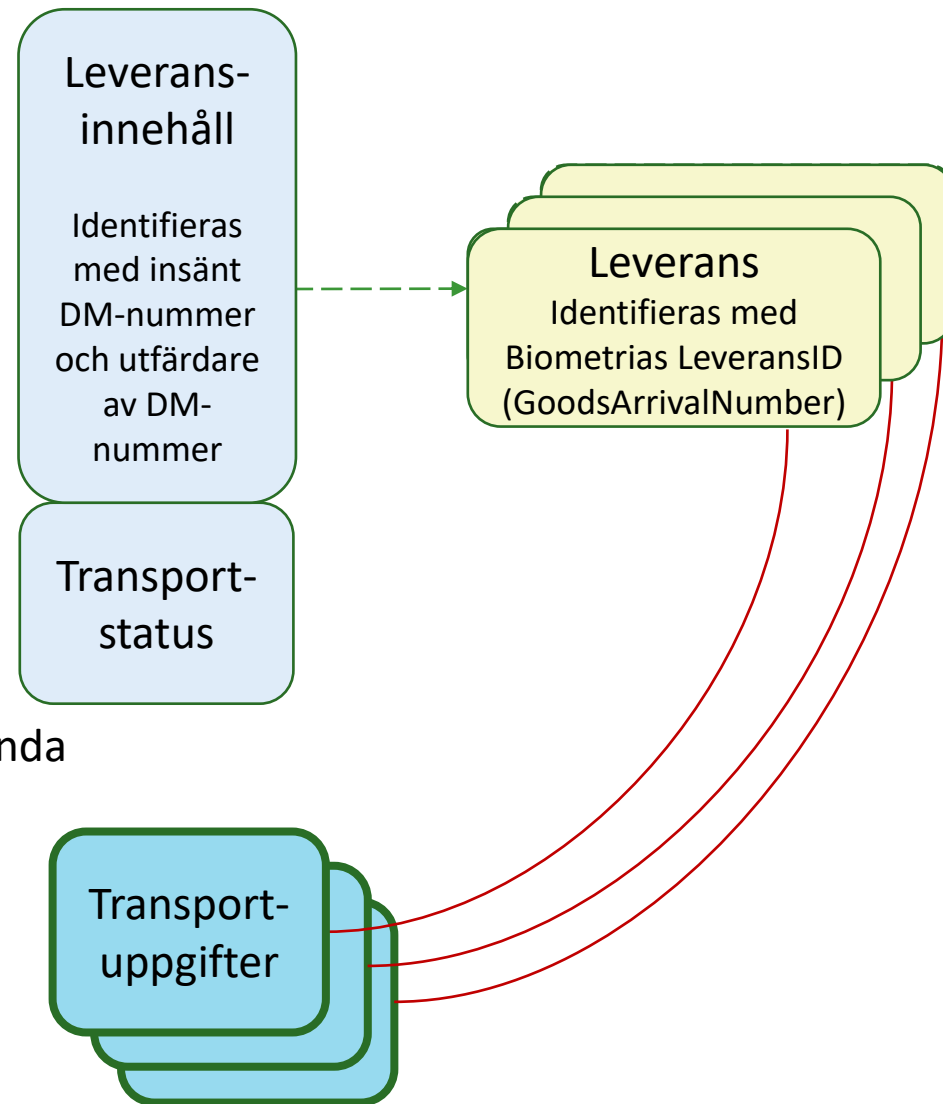 Leverans-
innehåll
Identifieras
med insänt
DM-nummer
och utfärdare
av DM-
nummer
Leverans
Identifieras med
Biometrias LeveransID
(GoodsArrivalNumber)
Transport-
status
nda
Transport-
uppgifter